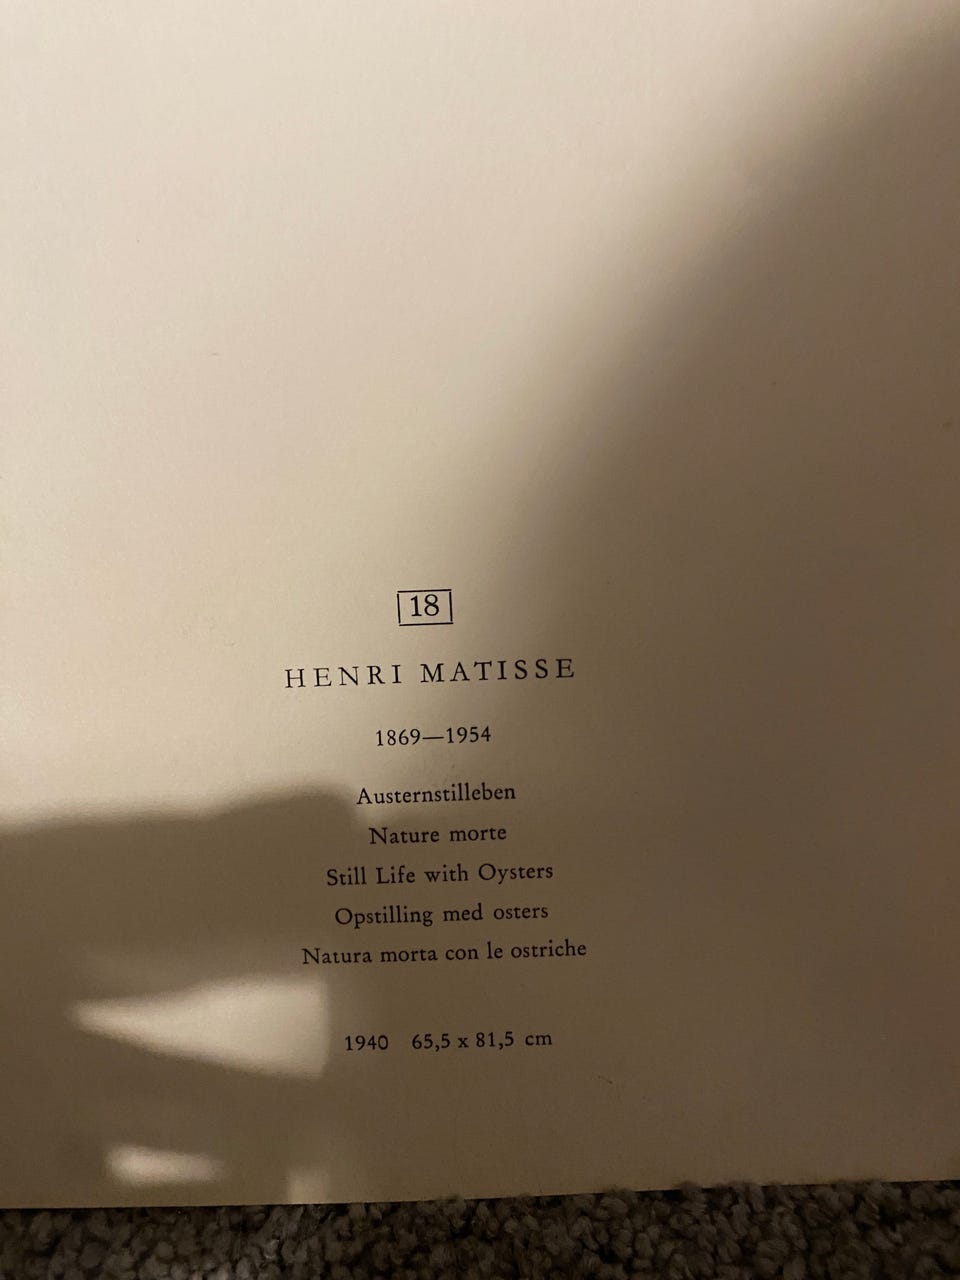 18
HENRI MATISSE
1869—1954
Austernstilleben
Nature morte
Still Life with Oysters
Opstilling med osters
Natura morta con le ostriche
1940 65,5 x 81,5 cm